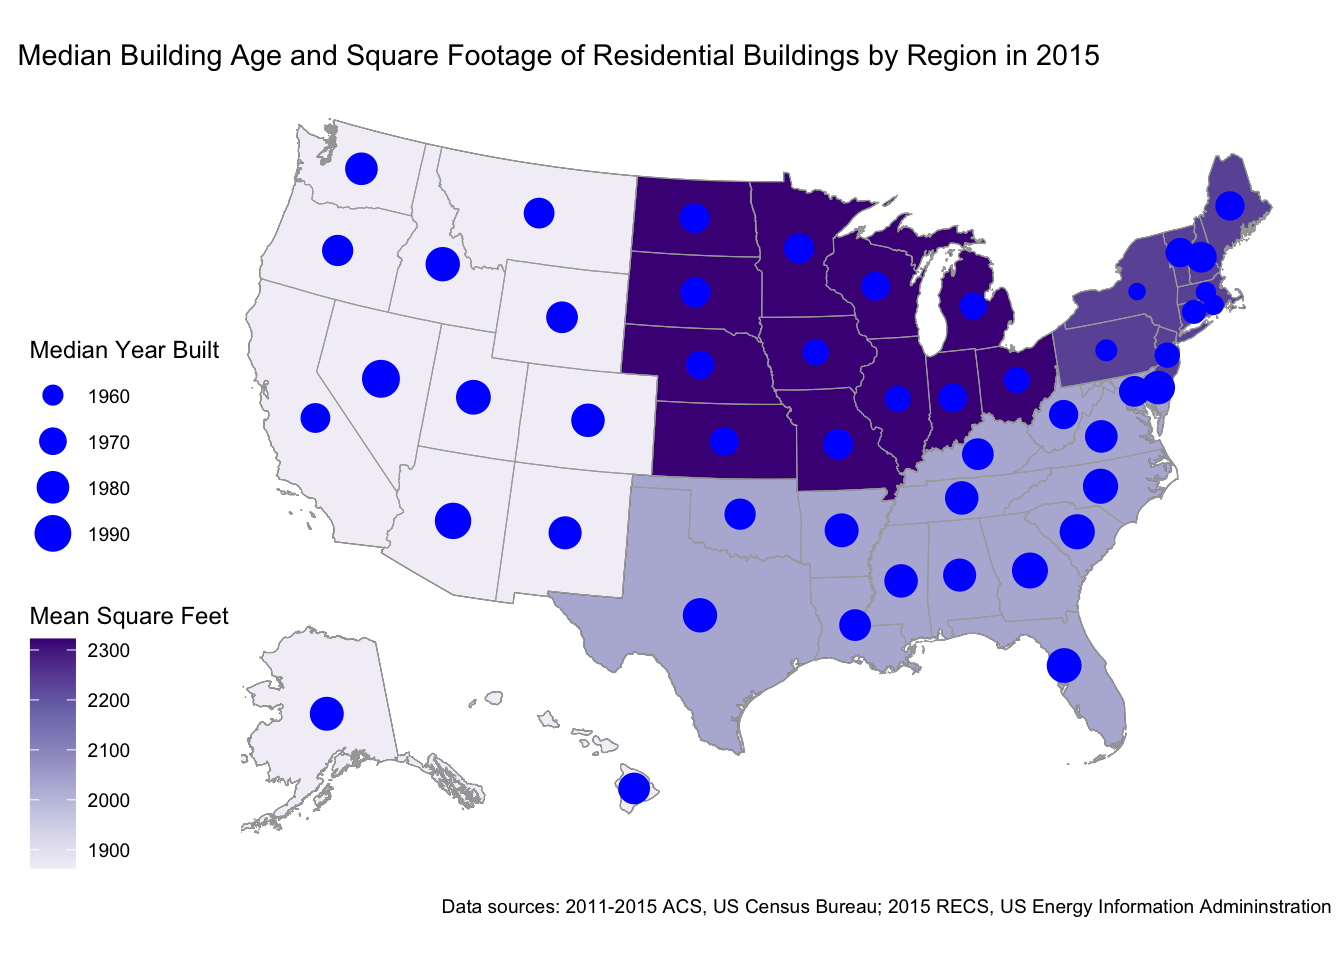 Median Building Age and Square Footage of Residential Buildings by Region in 2015
Median Year Built
1960
1970
1980
1990
Mean Square Feet
2300
2200
2100
2000
1900
Data sources: 2011-2015 ACS, US Census Bureau; 2015 RECS, US Energy Information Admininstration